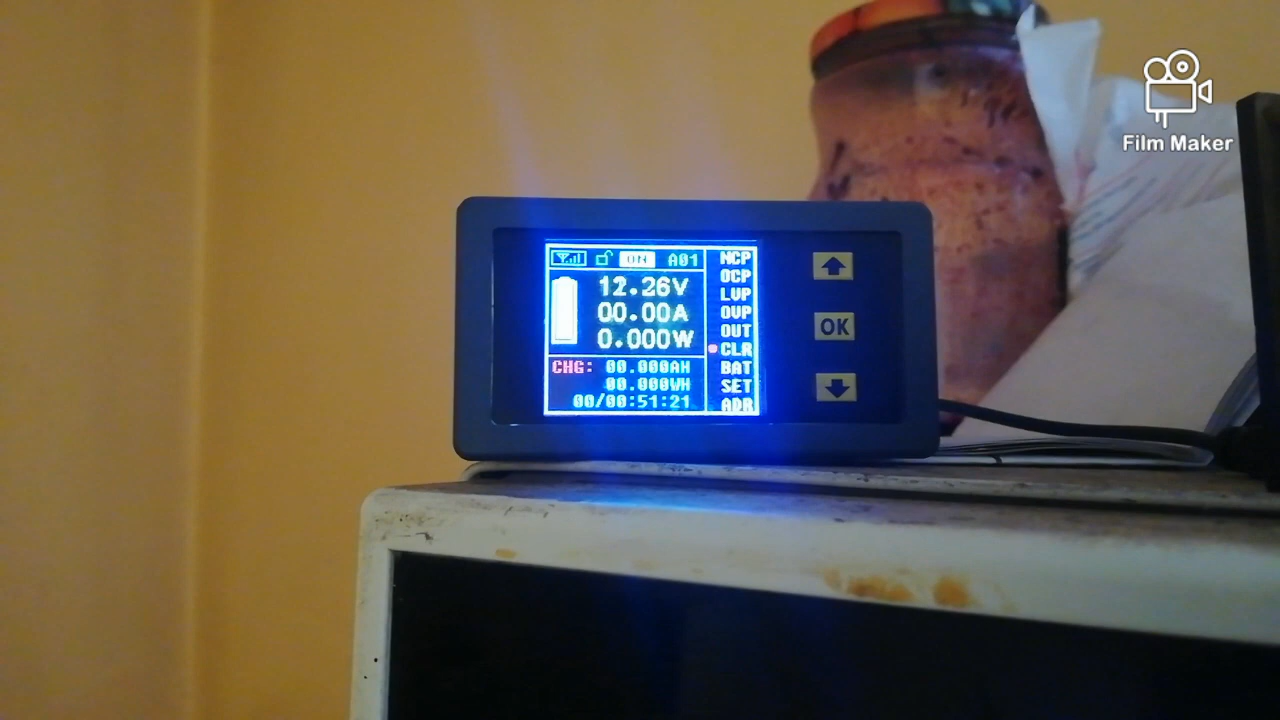 ON A01
12.26V
00.00A
0.000W
CHG: 00.000AH
00.000WH
00/00:51:21
NCP
OCP
LVP
OVP
OUT
CLR
BAT
SET
ADR
OK
Film Maker